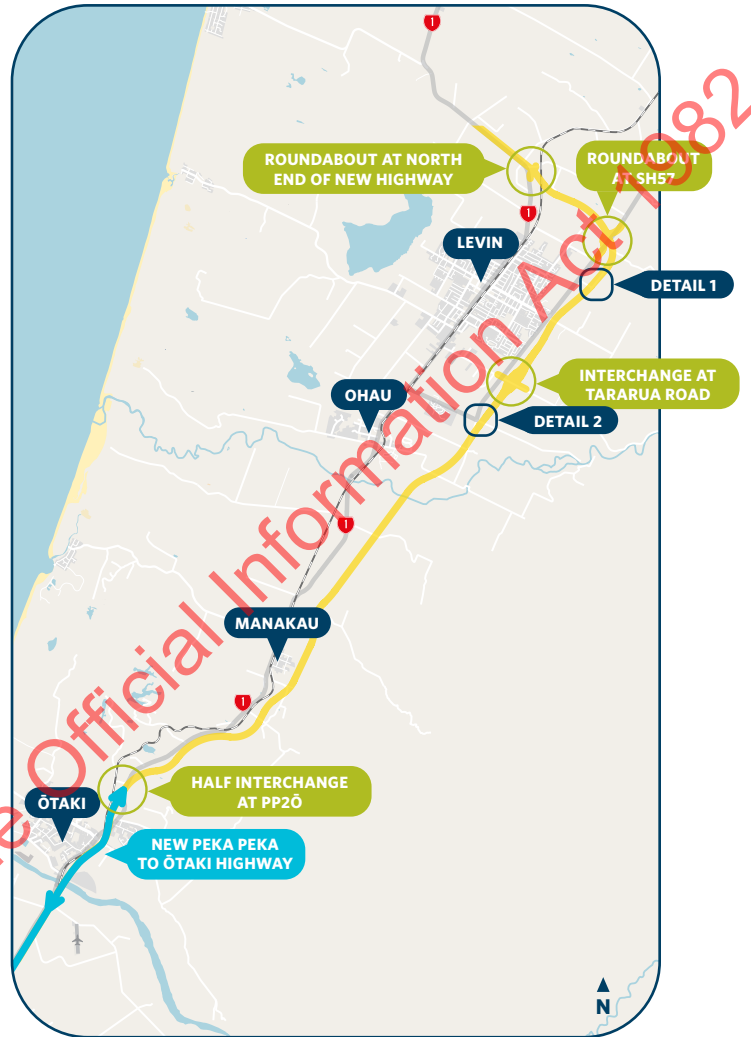 1
ROUNDABOUT AT NORTH
END OF NEW HIGHWAY
ROUNDABOUT
AT SH57
1
LEVIN
DETAIL 1
INTERCHANGE AT
TARARUA ROAD
OHAU
DETAIL 2
1
MANAKAU
1
HALF INTERCHANGE
AT PP2Ō
ŌTAKI
NEW PEKA PEKA
TO ŌTAKI HIGHWAY
N
e Official Information Act 1982